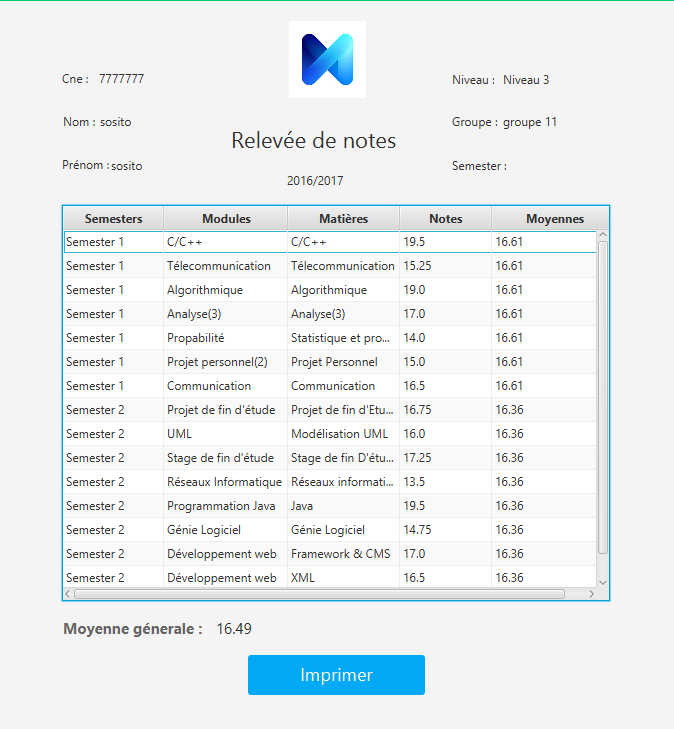 Cne : 7777777
Niveau : Niveau 3
Nom : sosito
Groupe : groupe 11
Relevée de notes
Prénom : sosito
Semester :
2016/2017
Semesters Modules Matières Notes Moyennes
Semester 1 C/C++ C/C++ 19.5 16.61
Semester 1 Télecommunication Télecommunication 15.25 16.61
Semester 1 Algorithmique Algorithmique 19.0 16.61
Semester 1 Analyse(3) Analyse(3) 17.0 16.61
Semester 1 Propabilité Statistique et pro... 14.0 16.61
Semester 1 Projet personnel(2) Projet Personnel 15.0 16.61
Semester 1 Communication Communication 16.5 16.61
Semester 2 Projet de fin d'étude Projet de fin d'Etu... 16.75 16.36
Semester 2 UML Modélisation UML 16.0 16.36
Semester 2 Stage de fin d'étude Stage de fin D'étu... 17.25 16.36
Semester 2 Réseaux Informatique Réseaux informati... 13.5 16.36
Semester 2 Programmation Java Java 19.5 16.36
Semester 2 Génie Logiciel Génie Logiciel 14.75 16.36
Semester 2 Développement web Framework & CMS 17.0 16.36
Semester 2 Développement web XML 16.5 16.36
Moyenne génerale : 16.49
Imprimer